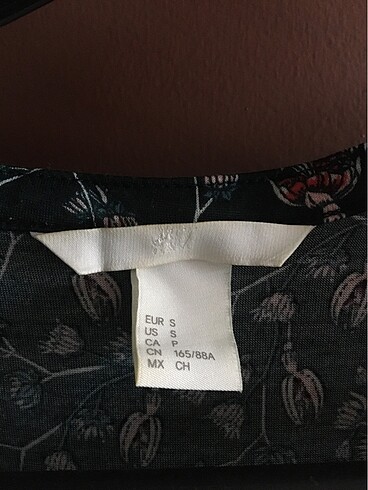 EUR S
US S
CA P
CN 165/88A
MX CH